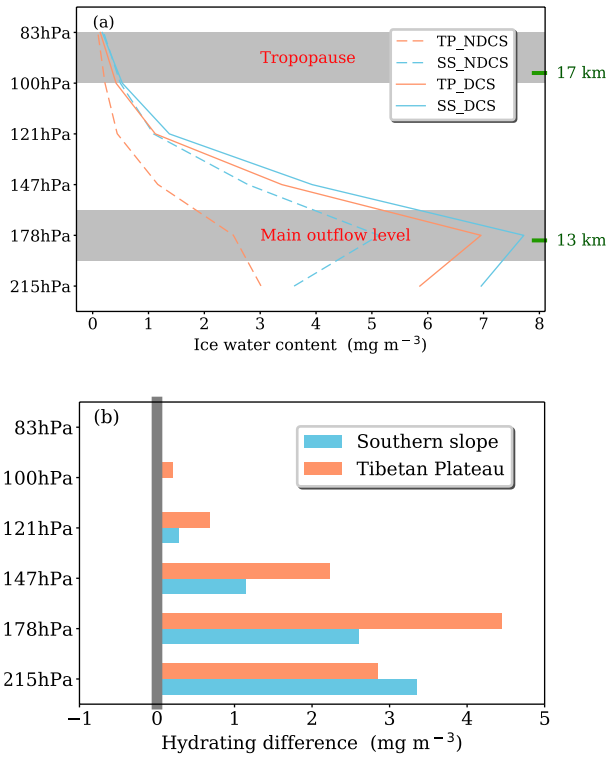 (a)
83hPa
100hPa
121hPa
147hPa
178hPa
215hPa
Tropopause
Main outflow level
TP_NDCS
SS_NDCS
TP_DCS
SS_DCS
17 km
13 km
0 1 2 3 4 5 6 7 8
Ice water content (mg m⁻³)
(b)
83hPa
100hPa
121hPa
147hPa
178hPa
215hPa
Southern slope
Tibetan Plateau
−1 0 1 2 3 4 5
Hydrating difference (mg m⁻³)